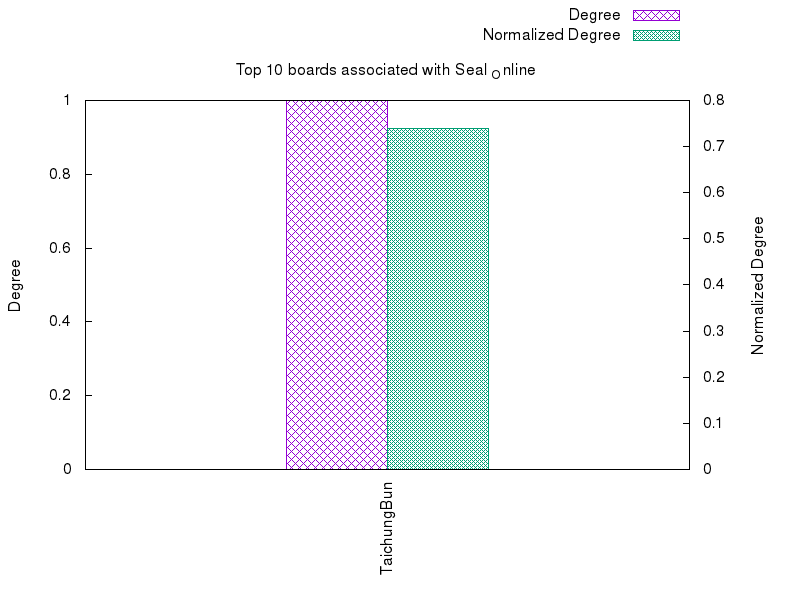 Degree
Normalized Degree
Top 10 boards associated with Seal Online
1
0.8
0.6
0.4
0.2
0
0.8
0.7
0.6
0.5
0.4
0.3
0.2
0.1
0
Degree
Normalized Degree
TaichungBun